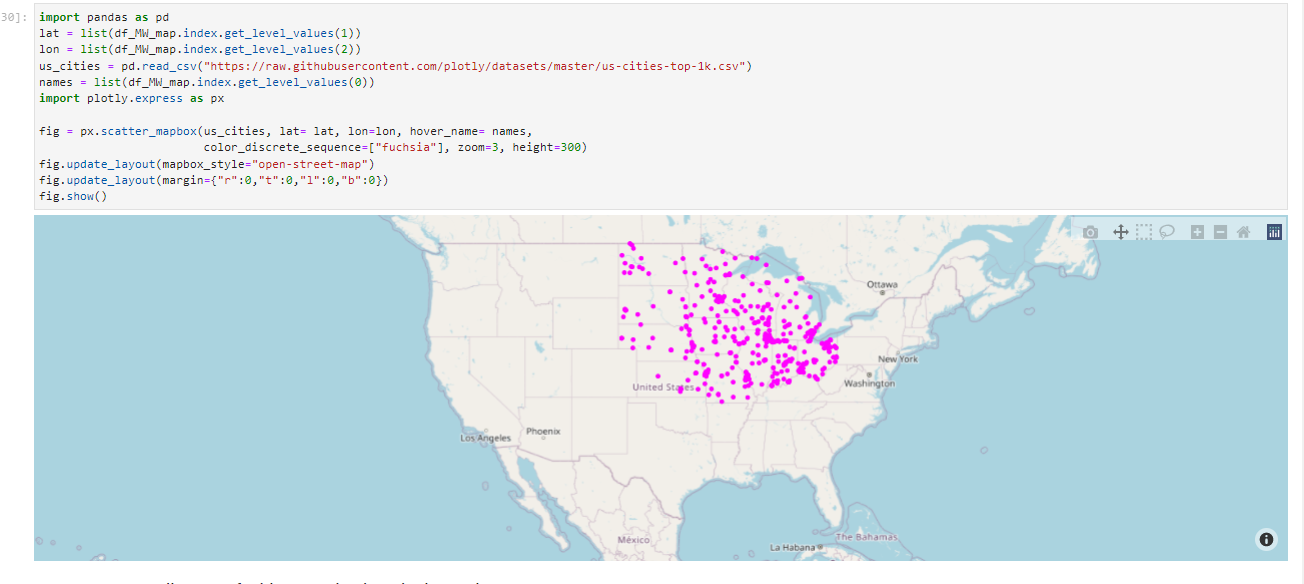 30]:
import pandas as pd
lat = list(df_MW_map.index.get_level_values(1))
lon = list(df_MW_map.index.get_level_values(2))
us_cities = pd.read_csv("https://raw.githubusercontent.com/plotly/datasets/master/us-cities-top-1k.csv")
names = list(df_MW_map.index.get_level_values(0))
import plotly.express as px
fig = px.scatter_mapbox(us_cities, lat= lat, lon=lon, hover_name= names,
color_discrete_sequence=["fuchsia"], zoom=3, height=300)
fig.update_layout(mapbox_style="open-street-map")
fig.update_layout(margin={"r":0,"t":0,"l":0,"b":0})
fig.show()
Ottawa
New York
United States
Washington
Phoenix
Los Angeles
México
La Habana
The Bahamas